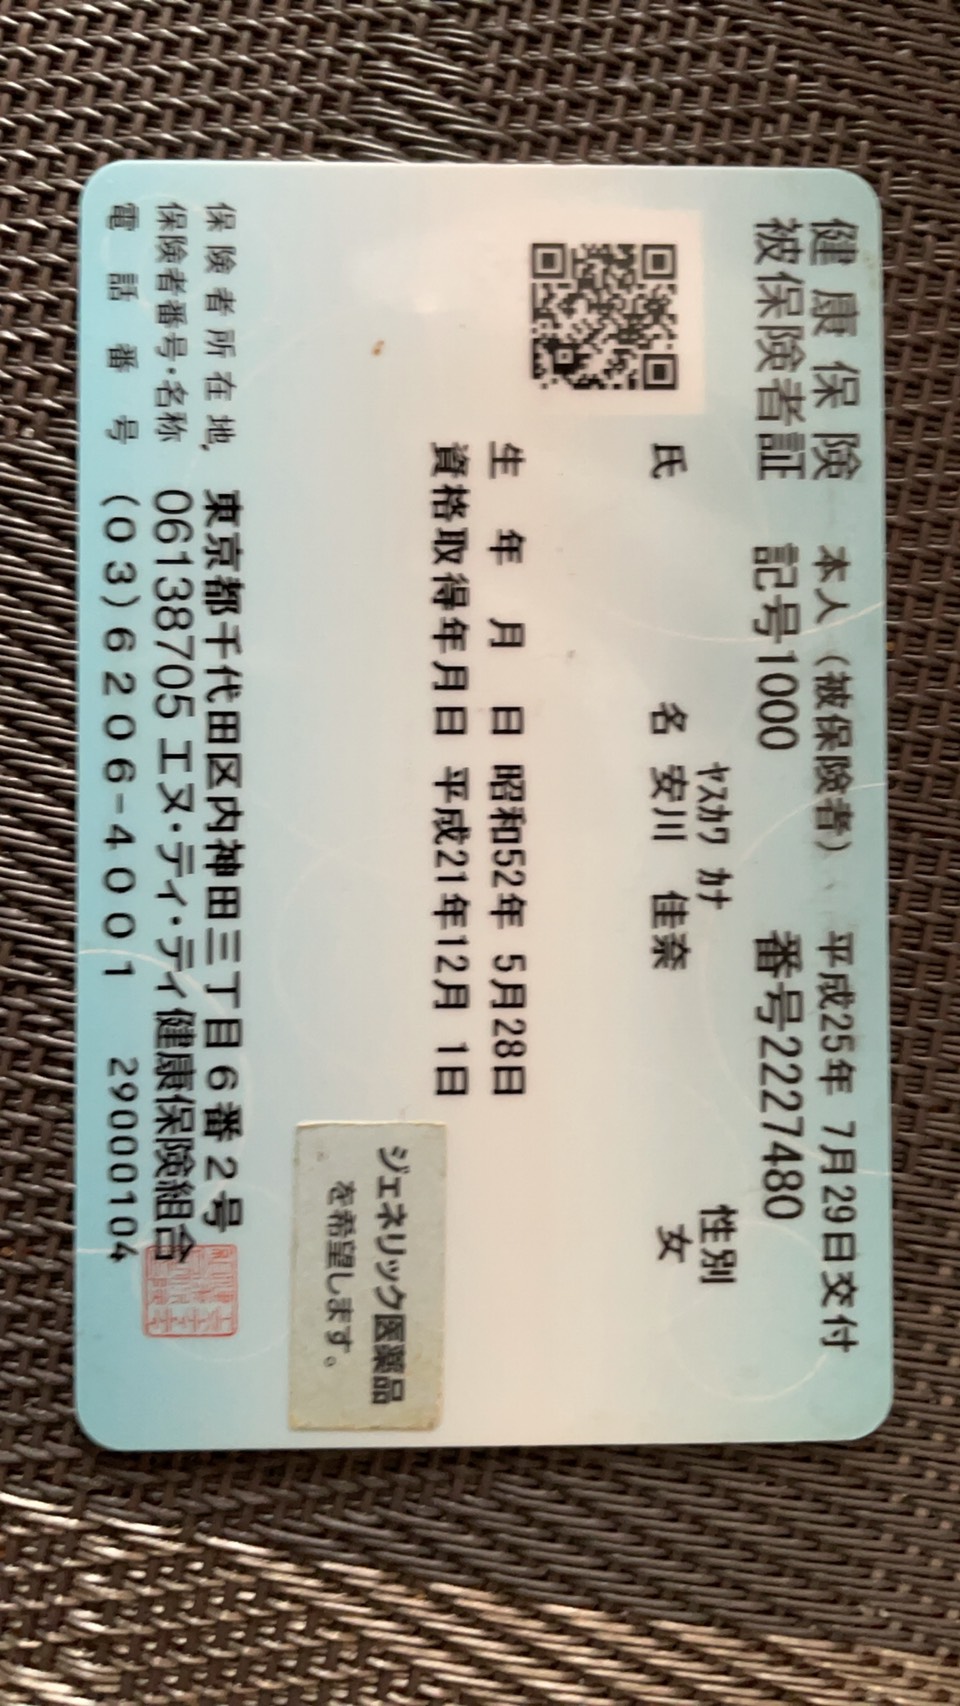 健康保険 本人（被保険者） 平成25年 7月29日交付
被保険者証 記号1000 番号2227480
ﾔｽｶﾜ ｶﾅ 性別
氏 名 安川 佳奈 女
生年月日 昭和52年 5月28日
資格取得年月日 平成21年12月 1日
ジェネリック医薬品
を希望します。
保険者所在地 東京都千代田区内神田三丁目6番2号
保険者番号・名称 06138705 エヌ・ティ・ティ健康保険組合
電話番号 (03)6206-4001 29000104